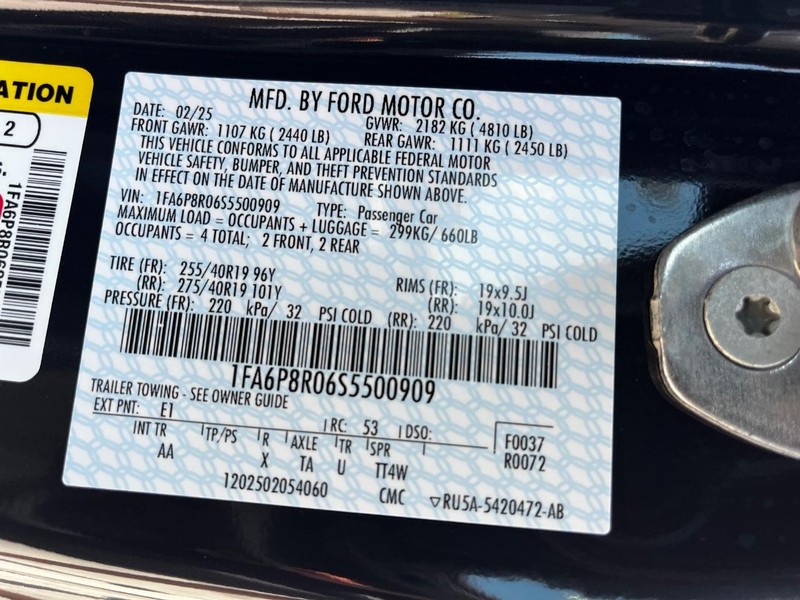 ATION
2
1FA6P8R06S5
MFD. BY FORD MOTOR CO.
DATE: 02/25 GVWR: 2182 KG ( 4810 LB)
FRONT GAWR: 1107 KG ( 2440 LB) REAR GAWR: 1111 KG ( 2450 LB)
THIS VEHICLE CONFORMS TO ALL APPLICABLE FEDERAL MOTOR
VEHICLE SAFETY, BUMPER, AND THEFT PREVENTION STANDARDS
IN EFFECT ON THE DATE OF MANUFACTURE SHOWN ABOVE.
VIN: 1FA6P8R06S5500909 TYPE: Passenger Car
MAXIMUM LOAD = OCCUPANTS + LUGGAGE = 299KG/ 660LB
OCCUPANTS = 4 TOTAL; 2 FRONT, 2 REAR
TIRE (FR): 255/40R19 96Y RIMS (FR): 19x9.5J
(RR): 275/40R19 101Y (RR): 19x10.0J
PRESSURE (FR): 220 kPa/ 32 PSI COLD (RR): 220 kPa/ 32 PSI COLD
1FA6P8R06S5500909
TRAILER TOWING - SEE OWNER GUIDE
EXT PNT: E1 RC: 53 DSO:
INT TR TP/PS R AXLE TR SPR F0037
AA X TA U TT4W R0072
1202502054060 CMC ▽RU5A-5420472-AB